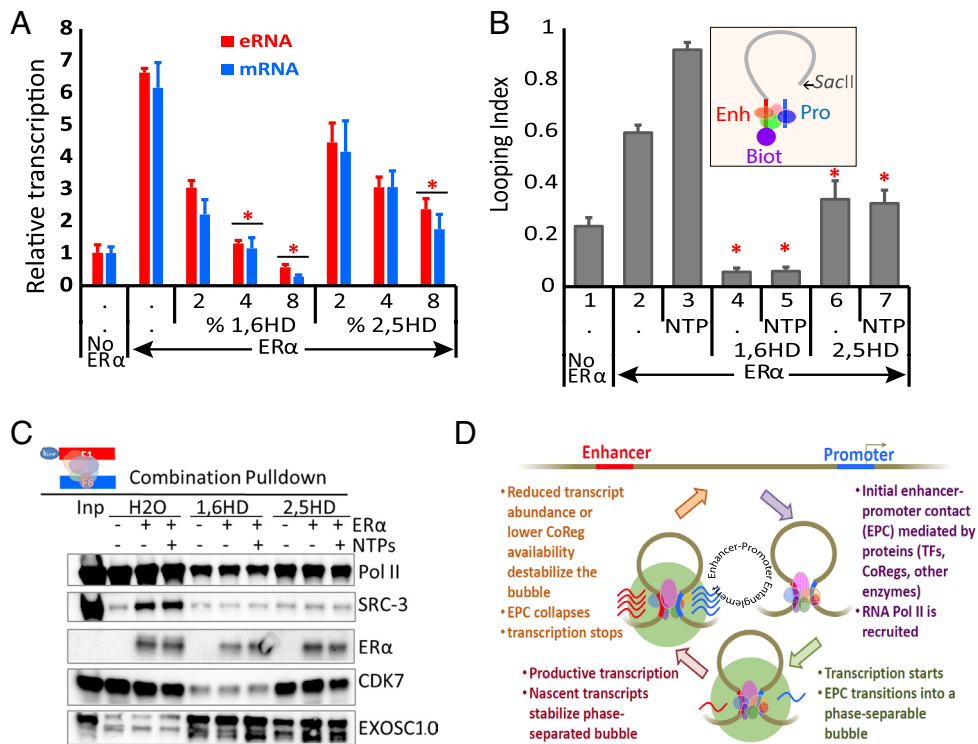 A
Relative transcription
8
7
6
5
4
3
2
1
0
eRNA
mRNA
*
*
*
. . 2 4 8 2 4 8
. . % 1,6HD % 2,5HD
No ERα
ERα
B
Looping Index
1
0.8
0.6
0.4
0.2
0
SacII
Enh
Pro
Biot
* * * *
1 2 3 4 5 6 7
. . NTP . NTP . NTP
1,6HD 2,5HD
No ERα
ERα
C
Combination Pulldown
Inp H2O 1,6HD 2,5HD
- + + - + + - + + ERα
- - + - - + - - + NTPs
Pol II
SRC-3
ERα
CDK7
EXOSC10
D
Enhancer
Promoter
•Reduced transcript
abundance or
lower CoReg
availability
destabilize the
bubble
•EPC collapses
•transcription stops
Enhancer-Promoter Entanglement
•Initial enhancer-
promoter contact
(EPC) mediated by
proteins (TFs,
CoRegs, other
enzymes)
•RNA Pol II is
recruited
•Productive transcription
•Nascent transcripts
stabilize phase-
separated bubble
•Transcription starts
•EPC transitions into a
phase-separable
bubble